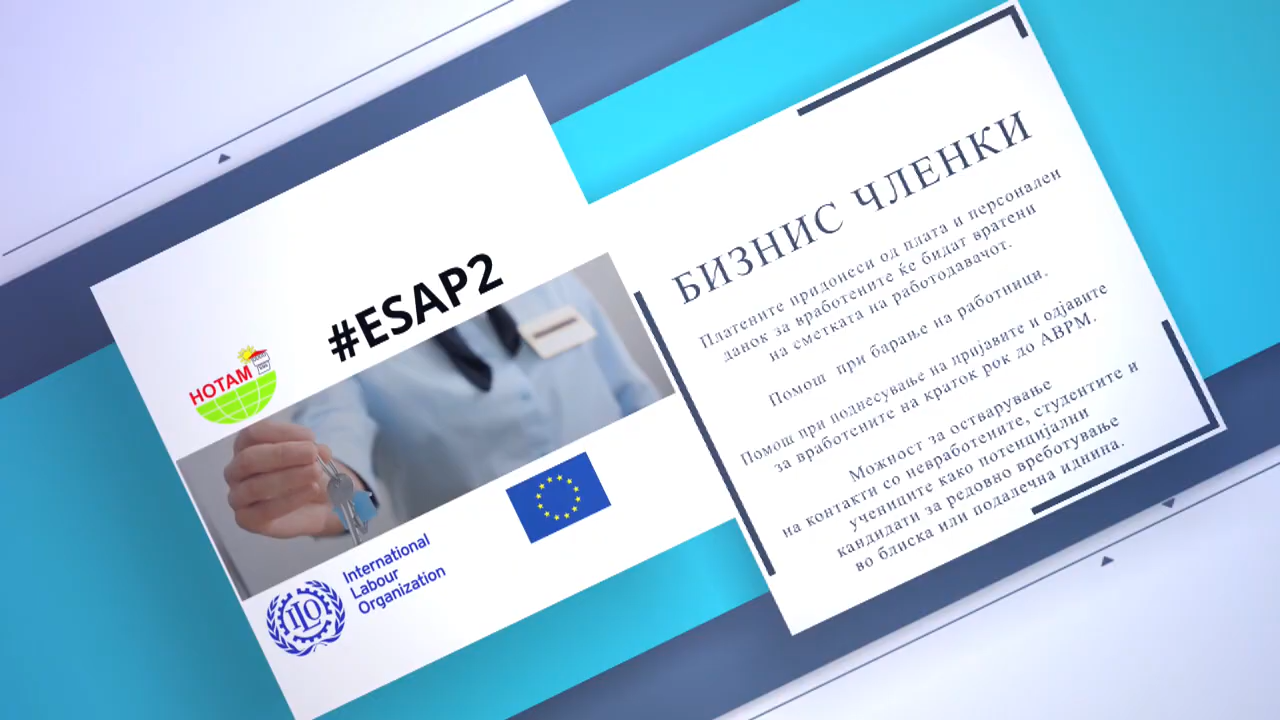 #ESAP2
HOTAM
International
Labour
Organization
ILO
БИЗНИС ЧЛЕНКИ
Платените придонеси од плата и персонален
данок за вработените ќе бидат вратени
на сметката на работодавачот.
Помош при барање на работници.
Помош при поднесување на пријавите и одјавите
за вработените на краток рок до АВРМ.
Можност за остварување
на контакти со невработените, студентите и
учениците како потенцијални
кандидати за редовно вреботување
во блиска или подалечна иднина.